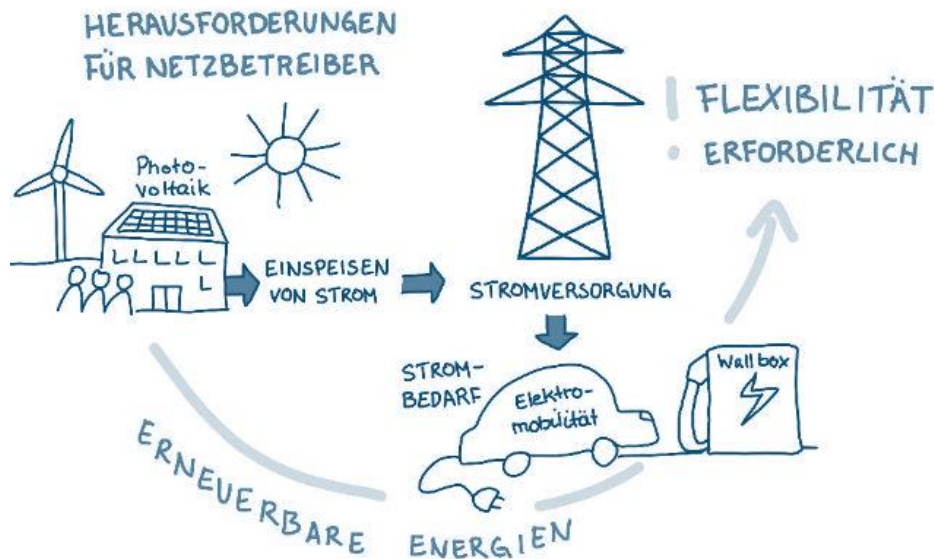 HERAUSFORDERUNGEN
FÜR NETZBETREIBER
Photo-
voltaik
EINSPEISEN
VON STROM
STROMVERSORGUNG
! FLEXIBILITÄT
ERFORDERLICH
STROM-
BEDARF
Elektro-
mobilität
Wallbox
ERNEUERBARE ENERGIEN